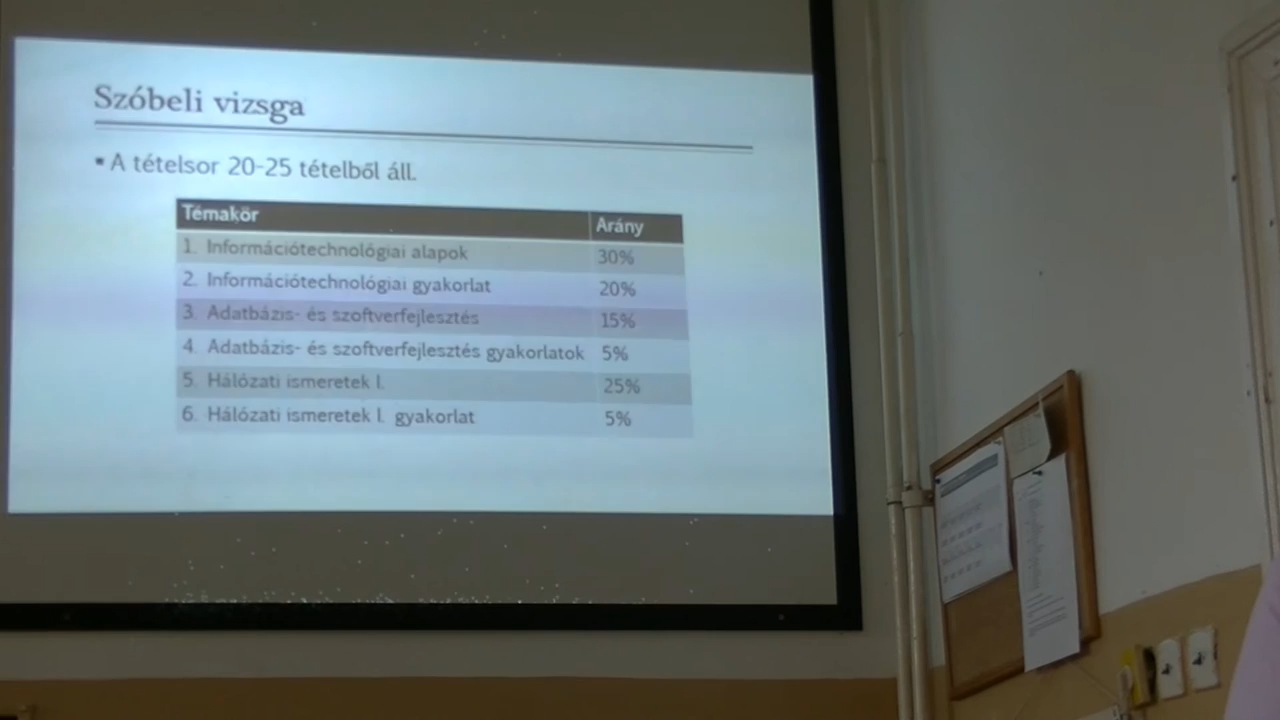 Szóbeli vizsga
▪ A tételsor 20-25 tételből áll.
Témakör Arány
1. Információtechnológiai alapok 30%
2. Információtechnológiai gyakorlat 20%
3. Adatbázis- és szoftverfejlesztés 15%
4. Adatbázis- és szoftverfejlesztés gyakorlatok 5%
5. Hálózati ismeretek I. 25%
6. Hálózati ismeretek I. gyakorlat 5%